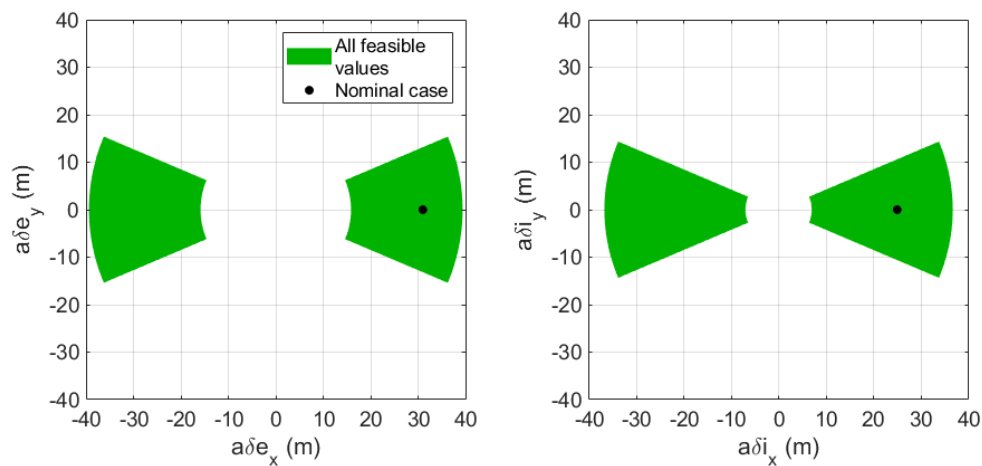 40
30
20
10
0
-10
-20
-30
-40
aδe_y (m)
-40 -30 -20 -10 0 10 20 30 40
aδe_x (m)
All feasible
values
Nominal case
40
30
20
10
0
-10
-20
-30
-40
aδi_y (m)
-40 -30 -20 -10 0 10 20 30 40
aδi_x (m)